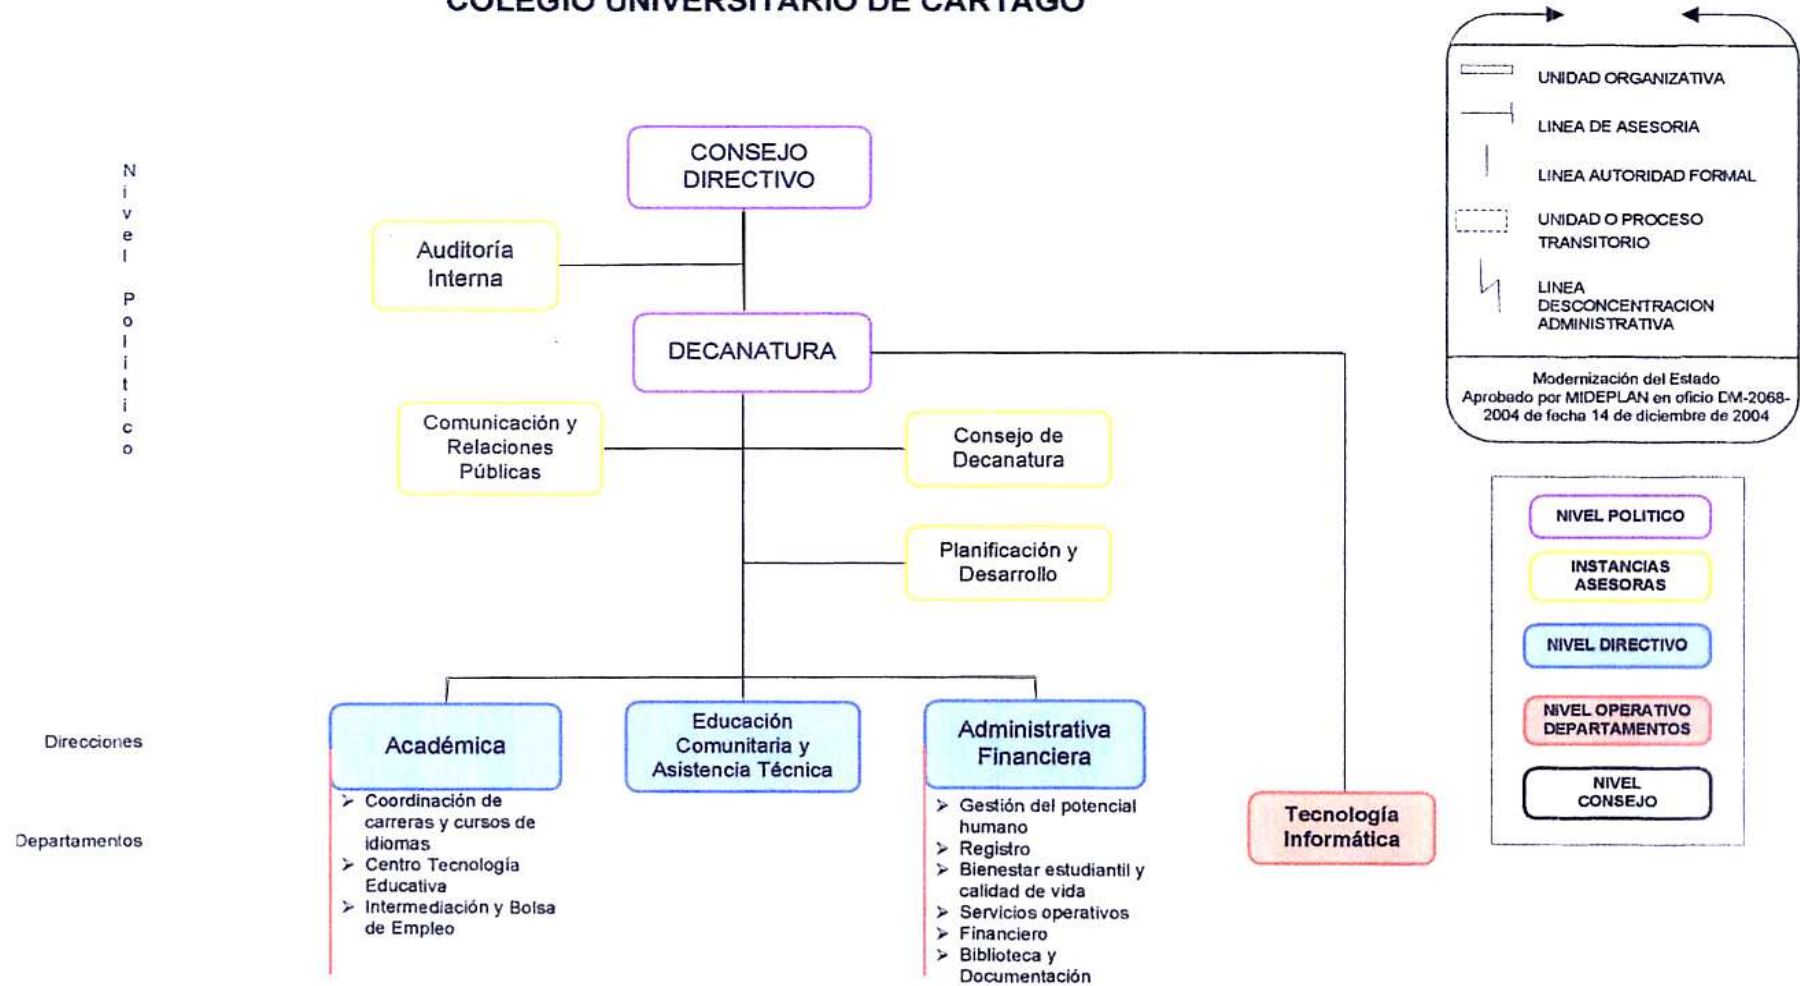 COLEGIO UNIVERSITARIO DE CARTAGO
UNIDAD ORGANIZATIVA
LINEA DE ASESORIA
LINEA AUTORIDAD FORMAL
UNIDAD O PROCESO
TRANSITORIO
LINEA
DESCONCENTRACION
ADMINISTRATIVA
Modernización del Estado
Aprobado por MIDEPLAN en oficio DM-2068-
2004 de fecha 14 de diciembre de 2004
Nivel Político
CONSEJO
DIRECTIVO
Auditoría
Interna
DECANATURA
Comunicación y
Relaciones
Públicas
Consejo de
Decanatura
Planificación y
Desarrollo
NIVEL POLITICO
INSTANCIAS
ASESORAS
NIVEL DIRECTIVO
NIVEL OPERATIVO
DEPARTAMENTOS
NIVEL
CONSEJO
Direcciones
Académica
Educación
Comunitaria y
Asistencia Técnica
Administrativa
Financiera
Departamentos
➢ Coordinación de
carreras y cursos de
idiomas
➢ Centro Tecnología
Educativa
➢ Intermediación y Bolsa
de Empleo
➢ Gestión del potencial
humano
➢ Registro
➢ Bienestar estudiantil y
calidad de vida
➢ Servicios operativos
➢ Financiero
➢ Biblioteca y
Documentación
Tecnología
Informática